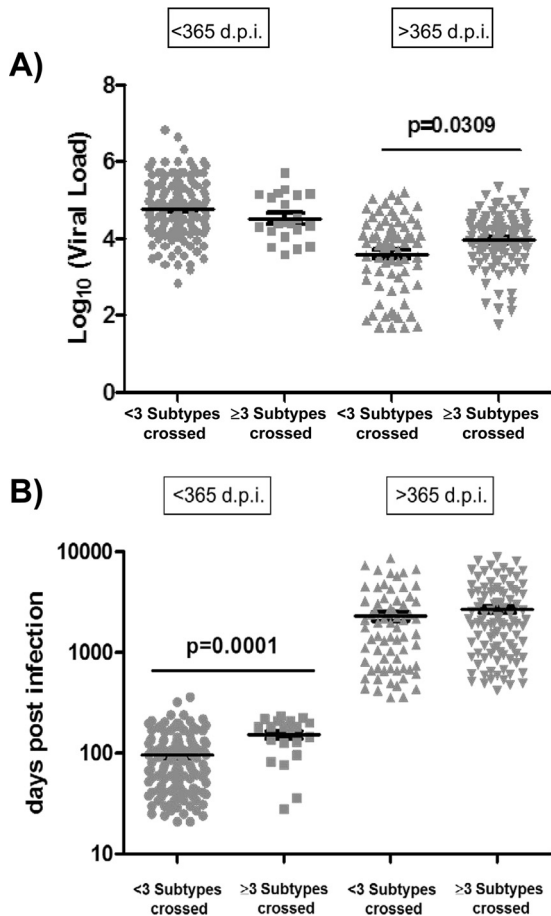 <365 d.p.i. >365 d.p.i.
A)
Log10 (Viral Load)
8
6
4
2
0
p=0.0309
<3 Subtypes crossed
≥3 Subtypes crossed
<3 Subtypes crossed
≥3 Subtypes crossed
B)
<365 d.p.i. >365 d.p.i.
days post infection
10000
1000
100
10
p=0.0001
<3 Subtypes crossed
≥3 Subtypes crossed
<3 Subtypes crossed
≥3 Subtypes crossed